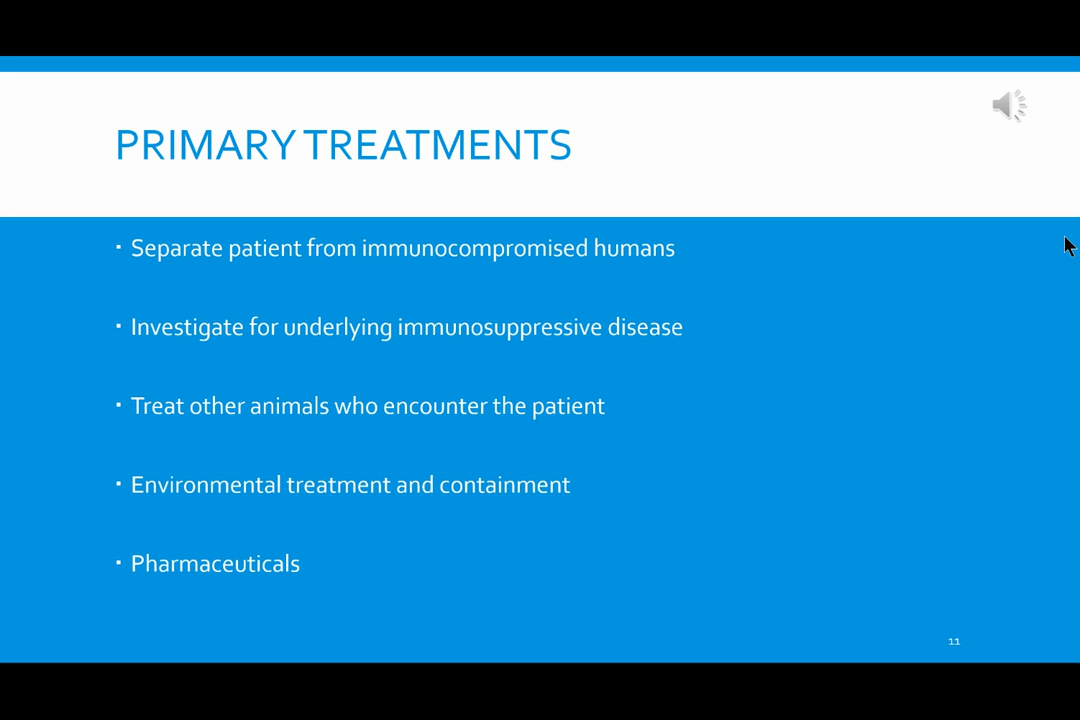 PRIMARY TREATMENTS
▪ Separate patient from immunocompromised humans
▪ Investigate for underlying immunosuppressive disease
▪ Treat other animals who encounter the patient
▪ Environmental treatment and containment
▪ Pharmaceuticals
11